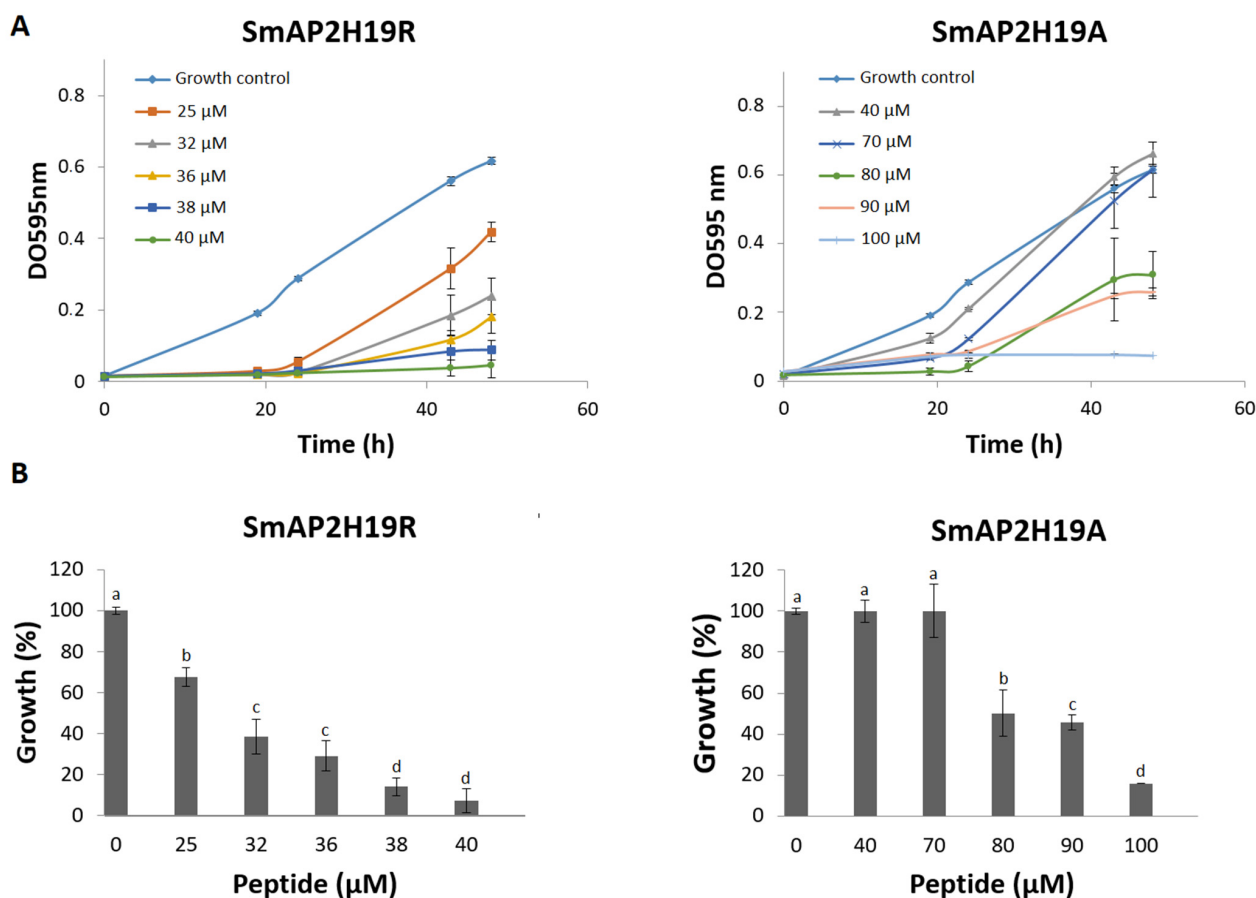 A
SmAP2H19R
DO595nm
0.8
0.6
0.4
0.2
0
Growth control
25 µM
32 µM
36 µM
38 µM
40 µM
0 20 40 60
Time (h)
SmAP2H19A
DO595 nm
0.8
0.6
0.4
0.2
0
Growth control
40 µM
70 µM
80 µM
90 µM
100 µM
0 20 40 60
Time (h)
B
SmAP2H19R
Growth (%)
120
100
80
60
40
20
0
a b c c d d
0 25 32 36 38 40
Peptide (µM)
SmAP2H19A
Growth (%)
120
100
80
60
40
20
0
a a a b c d
0 40 70 80 90 100
Peptide (µM)